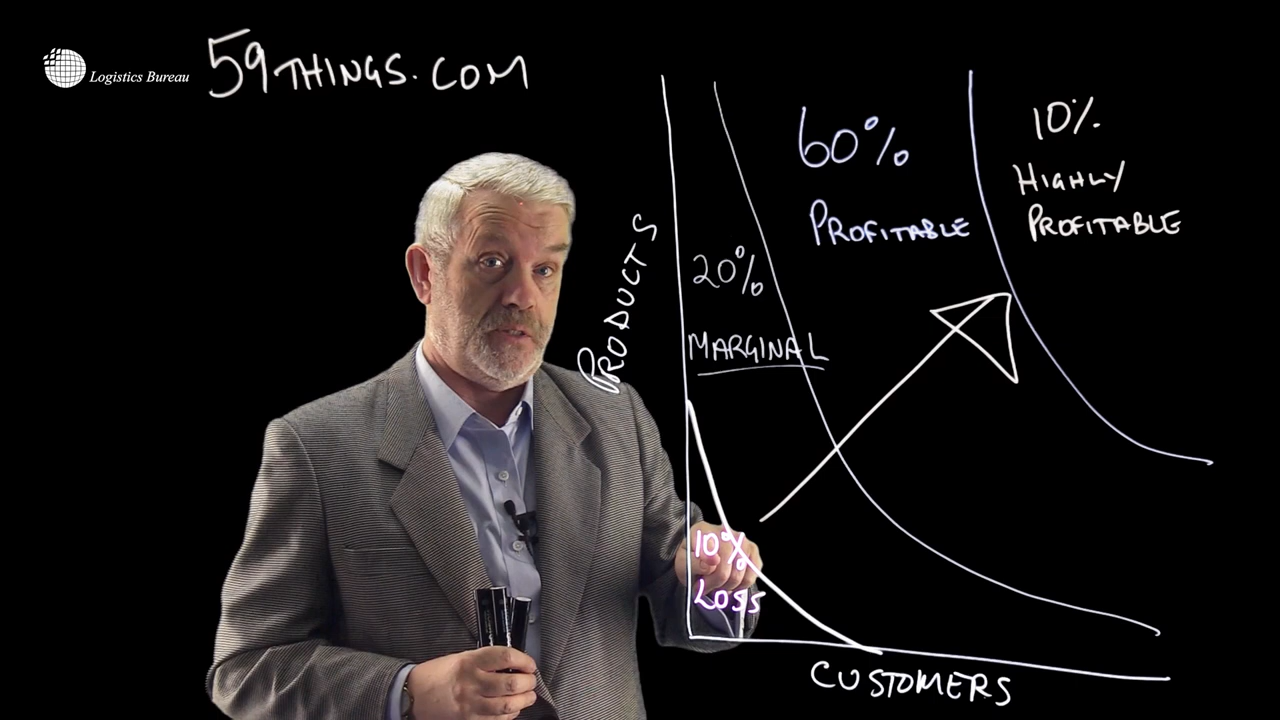 Logistics Bureau
59THINGS.COM
PRODUCTS
20%
MARGINAL
60%
PROFITABLE
10%
HIGHLY
PROFITABLE
10%
LOSS
CUSTOMERS